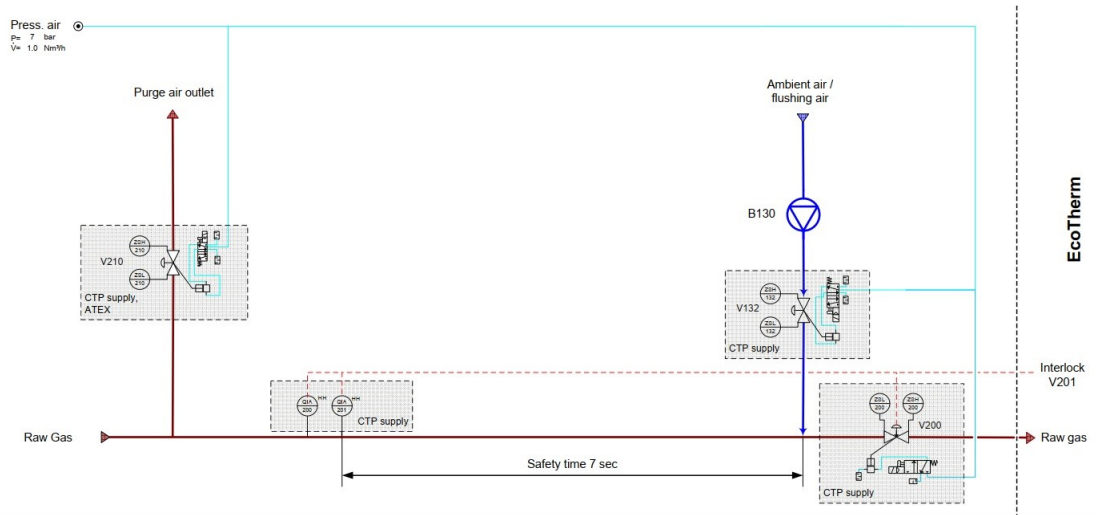 Press. air
P= 7 bar
V̇= 1.0 Nm³/h
Purge air outlet
Ambient air /
flushing air
B130
EcoTherm
ZSH
210
V210
ZSL
210
CTP supply,
ATEX
ZSH
132
V132
ZSL
132
CTP supply
Interlock
V201
QIA
200
HH
QIA
201
HH
CTP supply
ZSL
200
ZSH
200
V200
Raw Gas
Raw gas
Safety time 7 sec
CTP supply